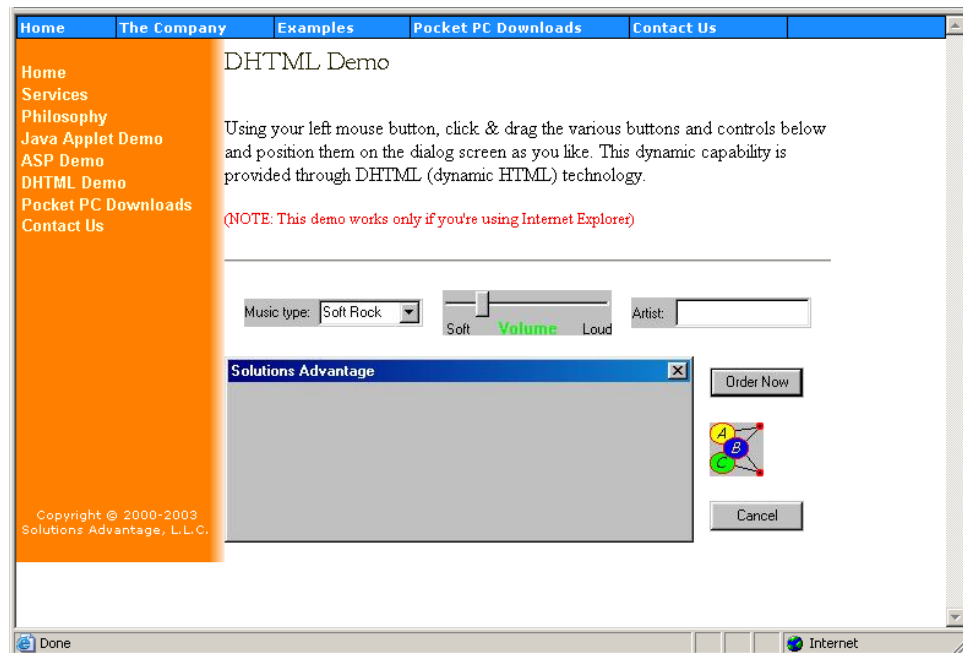 Home The Company Examples Pocket PC Downloads Contact Us
Home
Services
Philosophy
Java Applet Demo
ASP Demo
DHTML Demo
Pocket PC Downloads
Contact Us
Copyright © 2000-2003
Solutions Advantage, L.L.C.
DHTML Demo
Using your left mouse button, click & drag the various buttons and controls below
and position them on the dialog screen as you like. This dynamic capability is
provided through DHTML (dynamic HTML) technology.
(NOTE: This demo works only if you're using Internet Explorer)
Music type: Soft Rock
Soft Volume Loud
Artist:
Solutions Advantage
Order Now
A
B
C
Cancel
Done Internet